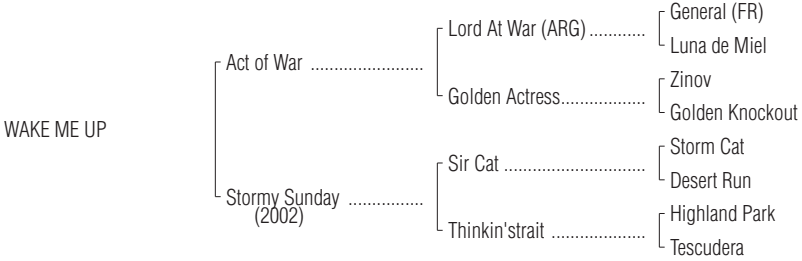 General (FR)
Lord At War (ARG) ............
Luna de Miel
Act of War ........................
Zinov
Golden Actress..................
Golden Knockout
WAKE ME UP
Storm Cat
Sir Cat ..............................
Desert Run
Stormy Sunday ................
(2002)
Highland Park
Thinkin'strait ....................
Tescudera